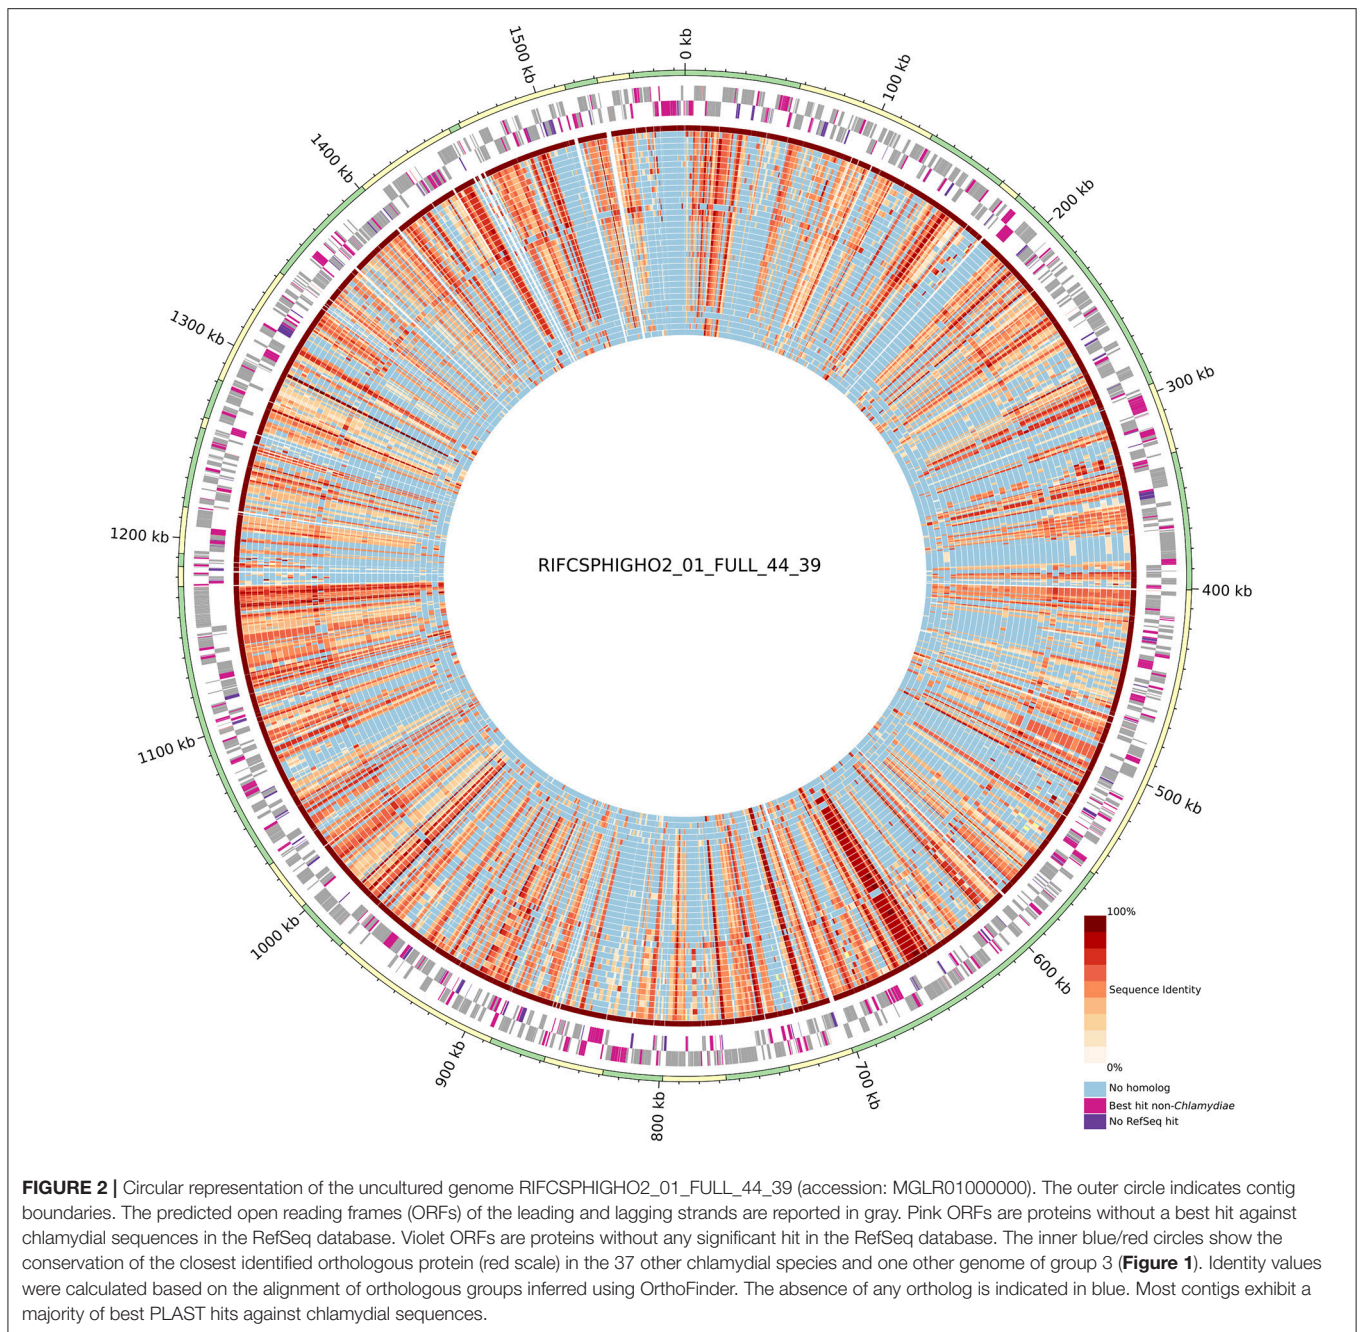 0 kb
100 kb
200 kb
300 kb
400 kb
500 kb
600 kb
700 kb
800 kb
900 kb
1000 kb
1100 kb
1200 kb
1300 kb
1400 kb
1500 kb
RIFCSPHIGHO2_01_FULL_44_39
100%
Sequence Identity
0%
No homolog
Best hit non-Chlamydiae
No RefSeq hit
FIGURE 2 | Circular representation of the uncultured genome RIFCSPHIGHO2_01_FULL_44_39 (accession: MGLR01000000). The outer circle indicates contig
boundaries. The predicted open reading frames (ORFs) of the leading and lagging strands are reported in gray. Pink ORFs are proteins without a best hit against
chlamydial sequences in the RefSeq database. Violet ORFs are proteins without any significant hit in the RefSeq database. The inner blue/red circles show the
conservation of the closest identified orthologous protein (red scale) in the 37 other chlamydial species and one other genome of group 3 (Figure 1). Identity values
were calculated based on the alignment of orthologous groups inferred using OrthoFinder. The absence of any ortholog is indicated in blue. Most contigs exhibit a
majority of best PLAST hits against chlamydial sequences.